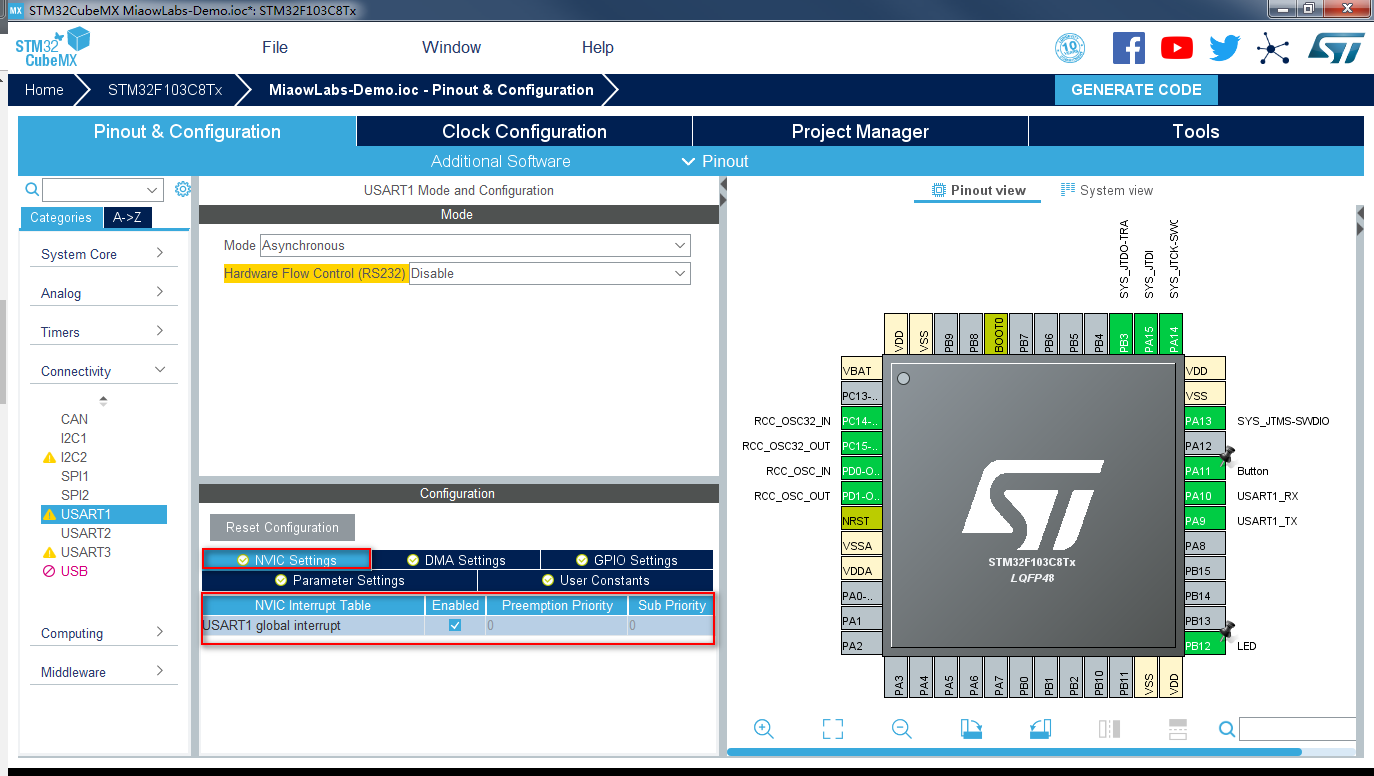 MX STM32CubeMX MiaowLabs-Demo.ioc*: STM32F103C8Tx
STM32
CubeMX
File Window Help
10
ST
Home STM32F103C8Tx MiaowLabs-Demo.ioc - Pinout & Configuration GENERATE CODE
Pinout & Configuration Clock Configuration Project Manager Tools
Additional Software Pinout
Categories A->Z
System Core
Analog
Timers
Connectivity
CAN
I2C1
I2C2
SPI1
SPI2
USART1
USART2
USART3
USB
Computing
Middleware
USART1 Mode and Configuration
Mode
Mode Asynchronous
Hardware Flow Control (RS232) Disable
Configuration
Reset Configuration
NVIC Settings DMA Settings GPIO Settings
Parameter Settings User Constants
NVIC Interrupt Table Enabled Preemption Priority Sub Priority
USART1 global interrupt 0 0
Pinout view System view
SYS_JTDO-TRA
SYS_JTDI
SYS_JTCK-SWC
VDD
VSS
PB9
PB8
BOOT0
PB7
PB6
PB5
PB4
PB3
PA15
PA14
VBAT
PC13-..
RCC_OSC32_IN PC14-..
RCC_OSC32_OUT PC15-..
RCC_OSC_IN PD0-O..
RCC_OSC_OUT PD1-O..
NRST
VSSA
VDDA
PA0-..
PA1
PA2
ST
STM32F103C8Tx
LQFP48
VDD
VSS
PA13 SYS_JTMS-SWDIO
PA12
PA11 Button
PA10 USART1_RX
PA9 USART1_TX
PA8
PB15
PB14
PB13
PB12 LED
PA3
PA4
PA5
PA6
PA7
PB0
PB1
PB2
PB10
PB11
VSS
VDD